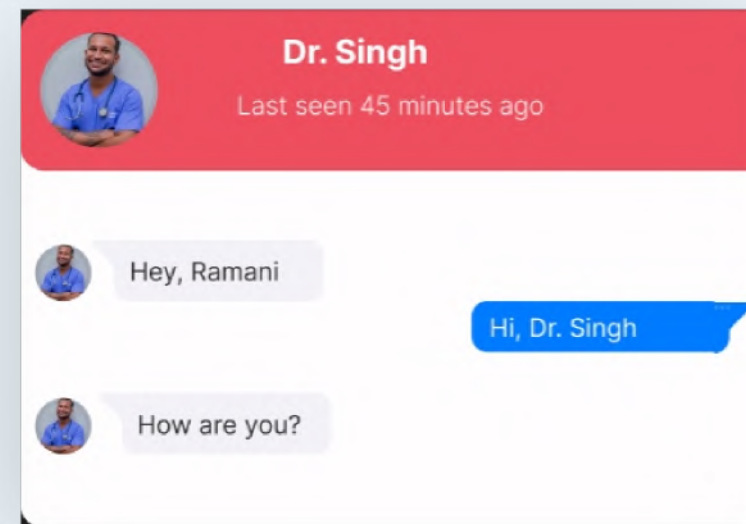 Dr. Singh
Last seen 45 minutes ago
Hey, Ramani
Hi, Dr. Singh
How are you?